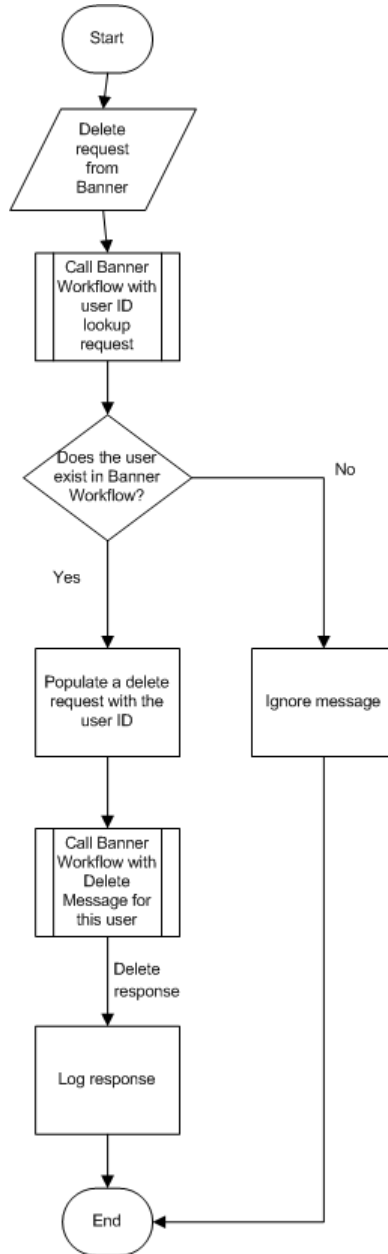 Start
Delete
request
from
Banner
Call Banner
Workflow with
user ID
lookup
request
Does the user
exist in Banner
Workflow?
No
Yes
Populate a delete
request with the
user ID
Ignore message
Call Banner
Workflow with
Delete
Message for
this user
Delete
response
Log response
End